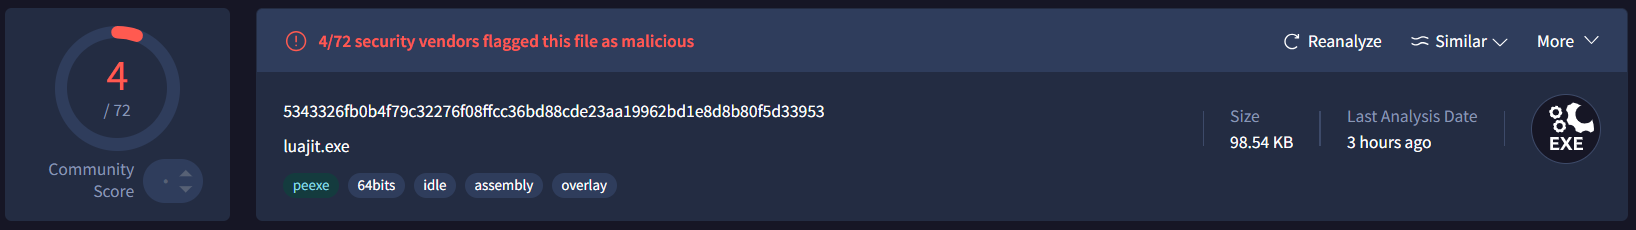 4
/ 72
Community
Score
4/72 security vendors flagged this file as malicious
Reanalyze
Similar
More
5343326fb0b4f79c32276f08ffcc36bd88cde23aa19962bd1e8d8b80f5d33953
luajit.exe
peexe
64bits
idle
assembly
overlay
Size
98.54 KB
Last Analysis Date
3 hours ago
EXE